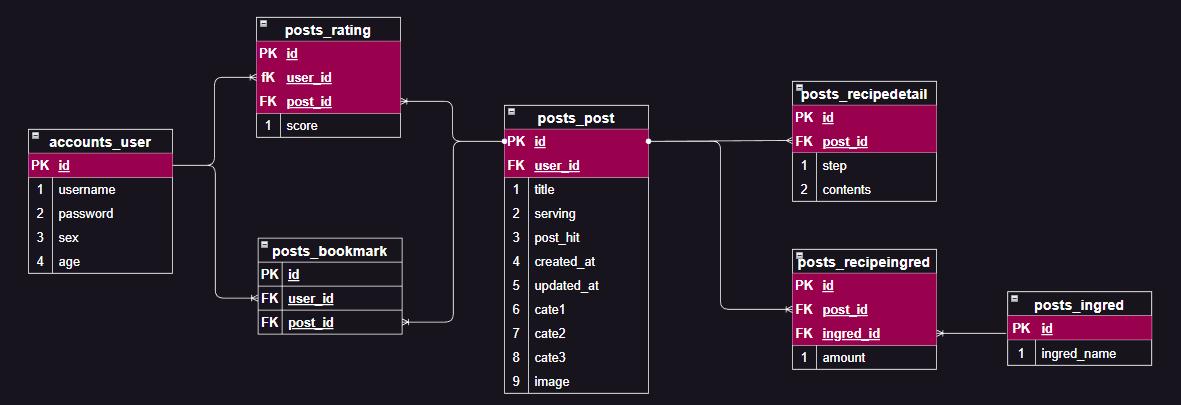 posts_rating
PK id
fK user_id
FK post_id
1 score
accounts_user
PK id
1 username
2 password
3 sex
4 age
posts_bookmark
PK id
FK user_id
FK post_id
posts_post
PK id
FK user_id
1 title
2 serving
3 post_hit
4 created_at
5 updated_at
6 cate1
7 cate2
8 cate3
9 image
posts_recipedetail
PK id
FK post_id
1 step
2 contents
posts_recipeingred
PK id
FK post_id
FK ingred_id
1 amount
posts_ingred
PK id
1 ingred_name